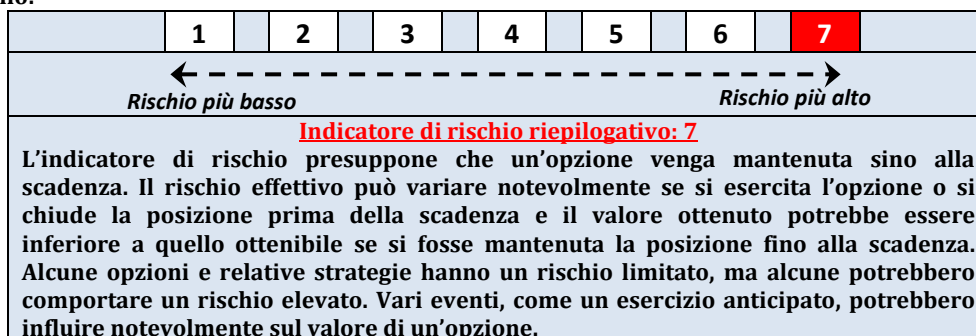 1 2 3 4 5 6 7
Rischio più basso Rischio più alto
Indicatore di rischio riepilogativo: 7
L’indicatore di rischio presuppone che un’opzione venga mantenuta sino alla
scadenza. Il rischio effettivo può variare notevolmente se si esercita l’opzione o si
chiude la posizione prima della scadenza e il valore ottenuto potrebbe essere
inferiore a quello ottenibile se si fosse mantenuta la posizione fino alla scadenza.
Alcune opzioni e relative strategie hanno un rischio limitato, ma alcune potrebbero
comportare un rischio elevato. Vari eventi, come un esercizio anticipato, potrebbero
influire notevolmente sul valore di un’opzione.